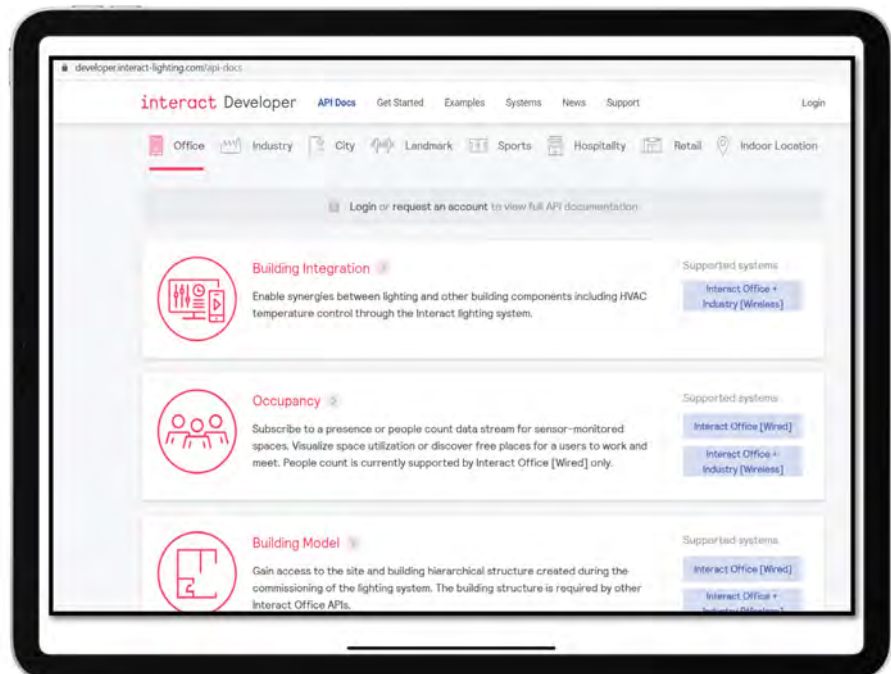 developer.interact-lighting.com/api-docs
interact Developer API Docs Get Started Examples Systems News Support Login
Office Industry City Landmark Sports Hospitality Retail Indoor Location
Login or request an account to view full API documentation
Building Integration
Supported systems
Enable synergies between lighting and other building components including HVAC
temperature control through the Interact lighting system.
Interact Office +
Industry [Wireless]
Occupancy
Supported systems
Subscribe to a presence or people count data stream for sensor-monitored
spaces. Visualize space utilization or discover free places for a users to work and
meet. People count is currently supported by Interact Office [Wired] only.
Interact Office [Wired]
Interact Office +
Industry [Wireless]
Building Model
Supported systems
Gain access to the site and building hierarchical structure created during the
commissioning of the lighting system. The building structure is required by other
Interact Office APIs.
Interact Office [Wired]
Interact Office +
Industry [Wireless]